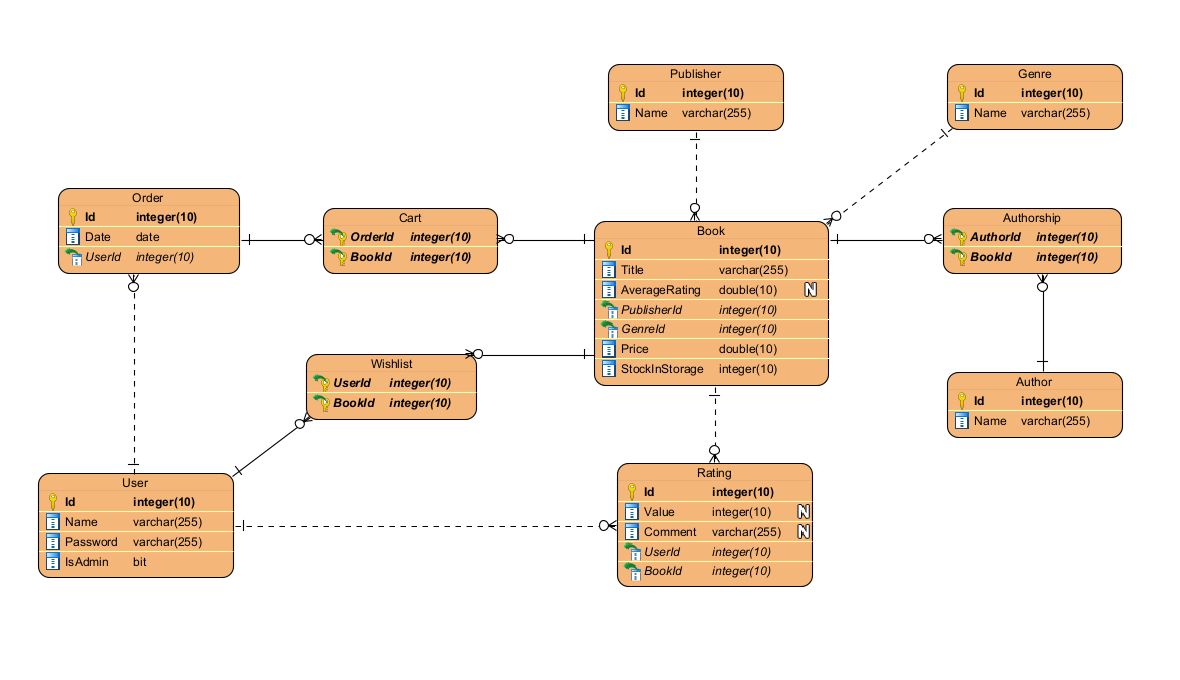 Publisher
Id integer(10)
Name varchar(255)
Genre
Id integer(10)
Name varchar(255)
Order
Id integer(10)
Date date
UserId integer(10)
Cart
OrderId integer(10)
BookId integer(10)
Book
Id integer(10)
Title varchar(255)
AverageRating double(10) N
PublisherId integer(10)
GenreId integer(10)
Price double(10)
StockInStorage integer(10)
Authorship
AuthorId integer(10)
BookId integer(10)
Wishlist
UserId integer(10)
BookId integer(10)
Author
Id integer(10)
Name varchar(255)
User
Id integer(10)
Name varchar(255)
Password varchar(255)
IsAdmin bit
Rating
Id integer(10)
Value integer(10) N
Comment varchar(255) N
UserId integer(10)
BookId integer(10)